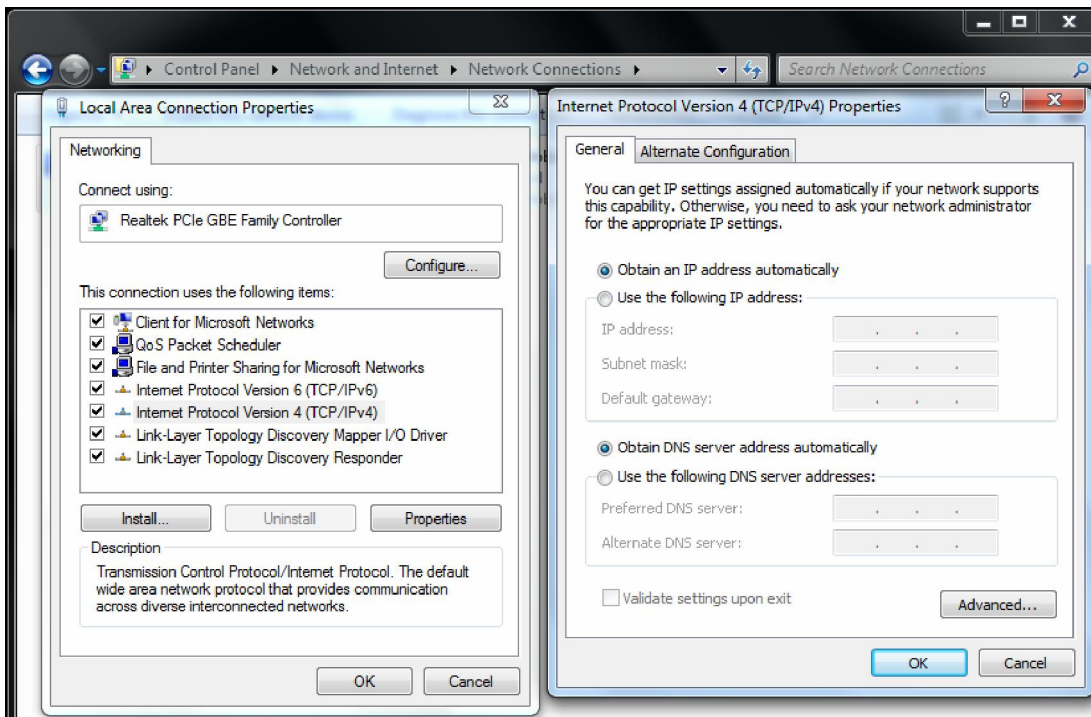 Control Panel ▸ Network and Internet ▸ Network Connections ▸
Search Network Connections
Local Area Connection Properties
Networking
Connect using:
Realtek PCIe GBE Family Controller
Configure...
This connection uses the following items:
Client for Microsoft Networks
QoS Packet Scheduler
File and Printer Sharing for Microsoft Networks
Internet Protocol Version 6 (TCP/IPv6)
Internet Protocol Version 4 (TCP/IPv4)
Link-Layer Topology Discovery Mapper I/O Driver
Link-Layer Topology Discovery Responder
Install...
Uninstall
Properties
Description
Transmission Control Protocol/Internet Protocol. The default
wide area network protocol that provides communication
across diverse interconnected networks.
OK
Cancel
Internet Protocol Version 4 (TCP/IPv4) Properties
General
Alternate Configuration
You can get IP settings assigned automatically if your network supports
this capability. Otherwise, you need to ask your network administrator
for the appropriate IP settings.
Obtain an IP address automatically
Use the following IP address:
IP address:
Subnet mask:
Default gateway:
Obtain DNS server address automatically
Use the following DNS server addresses:
Preferred DNS server:
Alternate DNS server:
Validate settings upon exit
Advanced...
OK
Cancel